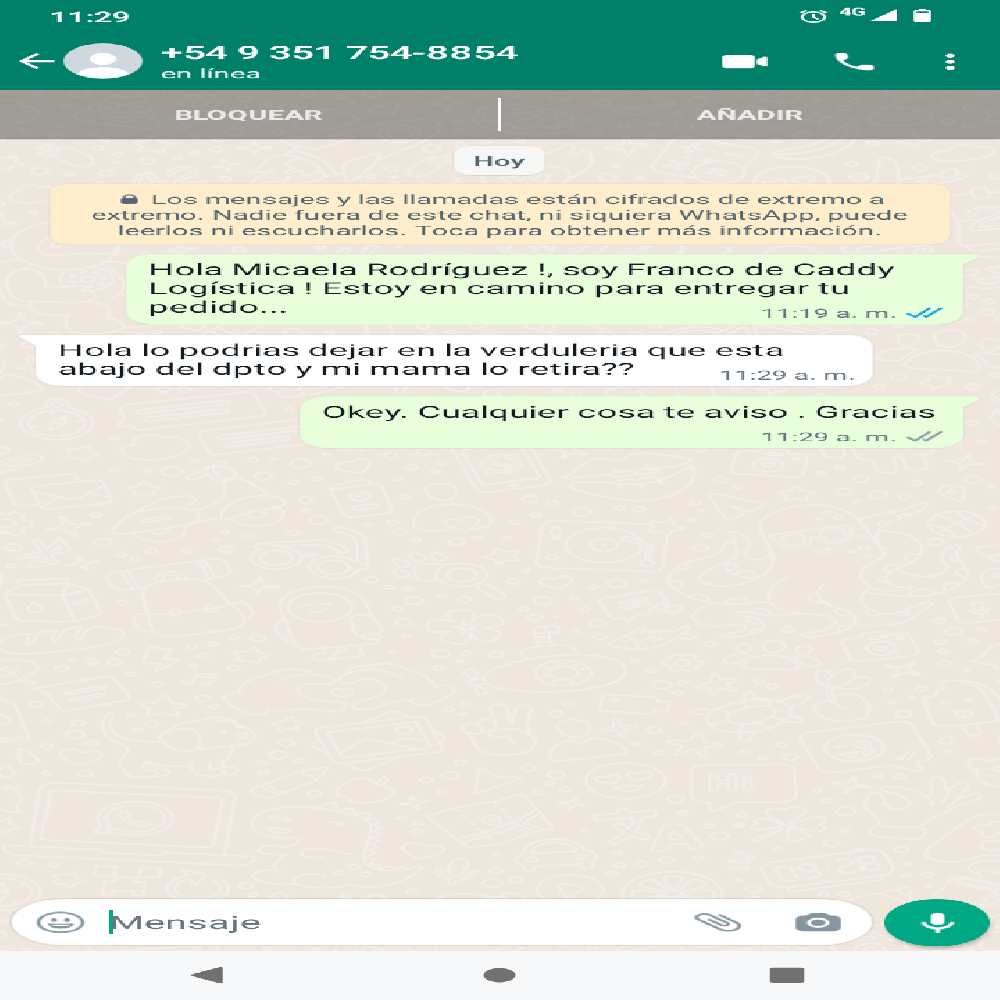 11:29
4G
+54 9 351 754-8854
en línea
BLOQUEAR
AÑADIR
Hoy
Los mensajes y las llamadas están cifrados de extremo a
extremo. Nadie fuera de este chat, ni siquiera WhatsApp, puede
leerlos ni escucharlos. Toca para obtener más información.
Hola Micaela Rodríguez !, soy Franco de Caddy
Logística ! Estoy en camino para entregar tu
pedido...
11:19 a. m.
Hola lo podrias dejar en la verduleria que esta
abajo del dpto y mi mama lo retira??
11:29 a. m.
Okey. Cualquier cosa te aviso . Gracias
11:29 a. m.
Mensaje